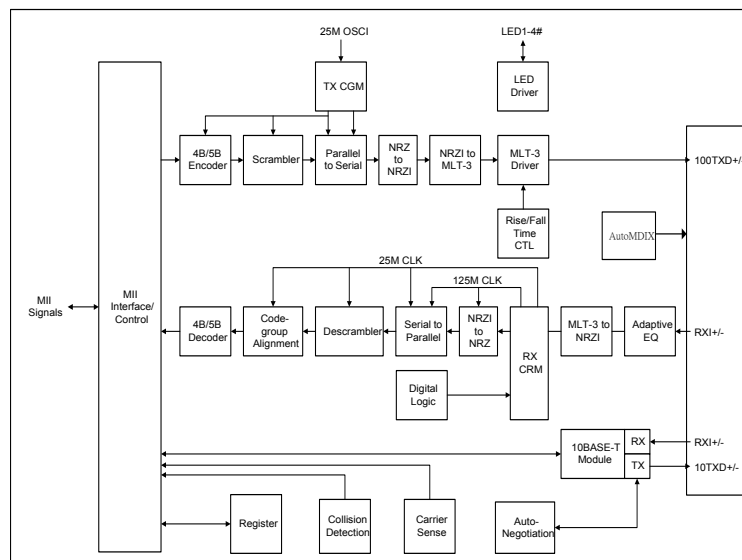 25M OSCI
LED1-4#
TX CGM
LED
Driver
4B/5B
Encoder
Scrambler
Parallel
to Serial
NRZ
to
NRZI
NRZI to
MLT-3
MLT-3
Driver
100TXD+/-
Rise/Fall
Time
CTL
AutoMDIX
25M CLK
125M CLK
MII
Signals
MII
Interface/
Control
4B/5B
Decoder
Code-
group
Alignment
Descrambler
Serial to
Parallel
NRZI
to
NRZ
RX
CRM
MLT-3 to
NRZI
Adaptive
EQ
RXI+/-
Digital
Logic
10BASE-T
Module
RX
TX
RXI+/-
10TXD+/-
Register
Collision
Detection
Carrier
Sense
Auto-
Negotiation